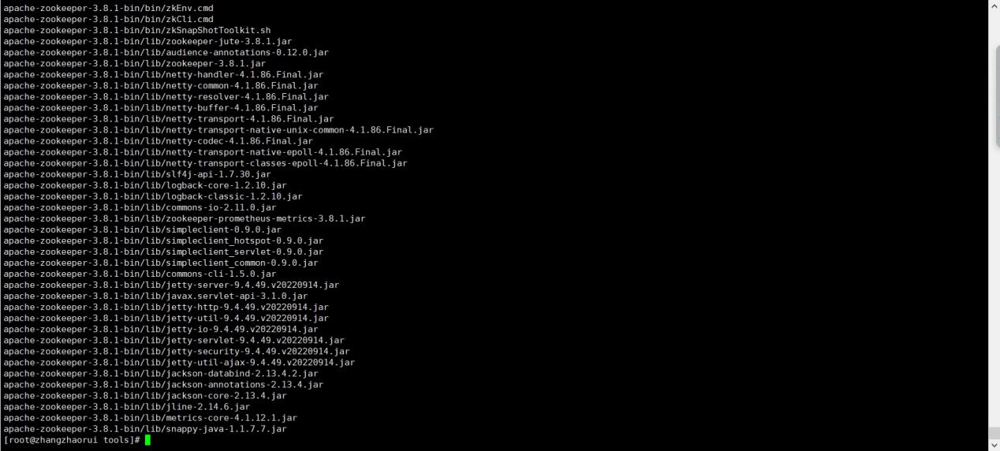 apache-zookeeper-3.8.1-bin/bin/zkEnv.cmd
apache-zookeeper-3.8.1-bin/bin/zkCli.cmd
apache-zookeeper-3.8.1-bin/bin/zkSnapShotToolkit.sh
apache-zookeeper-3.8.1-bin/lib/zookeeper-jute-3.8.1.jar
apache-zookeeper-3.8.1-bin/lib/audience-annotations-0.12.0.jar
apache-zookeeper-3.8.1-bin/lib/zookeeper-3.8.1.jar
apache-zookeeper-3.8.1-bin/lib/netty-handler-4.1.86.Final.jar
apache-zookeeper-3.8.1-bin/lib/netty-common-4.1.86.Final.jar
apache-zookeeper-3.8.1-bin/lib/netty-resolver-4.1.86.Final.jar
apache-zookeeper-3.8.1-bin/lib/netty-buffer-4.1.86.Final.jar
apache-zookeeper-3.8.1-bin/lib/netty-transport-4.1.86.Final.jar
apache-zookeeper-3.8.1-bin/lib/netty-transport-native-unix-common-4.1.86.Final.jar
apache-zookeeper-3.8.1-bin/lib/netty-codec-4.1.86.Final.jar
apache-zookeeper-3.8.1-bin/lib/netty-transport-native-epoll-4.1.86.Final.jar
apache-zookeeper-3.8.1-bin/lib/netty-transport-classes-epoll-4.1.86.Final.jar
apache-zookeeper-3.8.1-bin/lib/slf4j-api-1.7.30.jar
apache-zookeeper-3.8.1-bin/lib/logback-core-1.2.10.jar
apache-zookeeper-3.8.1-bin/lib/logback-classic-1.2.10.jar
apache-zookeeper-3.8.1-bin/lib/commons-io-2.11.0.jar
apache-zookeeper-3.8.1-bin/lib/zookeeper-prometheus-metrics-3.8.1.jar
apache-zookeeper-3.8.1-bin/lib/simpleclient-0.9.0.jar
apache-zookeeper-3.8.1-bin/lib/simpleclient_hotspot-0.9.0.jar
apache-zookeeper-3.8.1-bin/lib/simpleclient_servlet-0.9.0.jar
apache-zookeeper-3.8.1-bin/lib/simpleclient_common-0.9.0.jar
apache-zookeeper-3.8.1-bin/lib/commons-cli-1.5.0.jar
apache-zookeeper-3.8.1-bin/lib/jetty-server-9.4.49.v20220914.jar
apache-zookeeper-3.8.1-bin/lib/javax.servlet-api-3.1.0.jar
apache-zookeeper-3.8.1-bin/lib/jetty-http-9.4.49.v20220914.jar
apache-zookeeper-3.8.1-bin/lib/jetty-util-9.4.49.v20220914.jar
apache-zookeeper-3.8.1-bin/lib/jetty-io-9.4.49.v20220914.jar
apache-zookeeper-3.8.1-bin/lib/jetty-servlet-9.4.49.v20220914.jar
apache-zookeeper-3.8.1-bin/lib/jetty-security-9.4.49.v20220914.jar
apache-zookeeper-3.8.1-bin/lib/jetty-util-ajax-9.4.49.v20220914.jar
apache-zookeeper-3.8.1-bin/lib/jackson-databind-2.13.4.2.jar
apache-zookeeper-3.8.1-bin/lib/jackson-annotations-2.13.4.jar
apache-zookeeper-3.8.1-bin/lib/jackson-core-2.13.4.jar
apache-zookeeper-3.8.1-bin/lib/jline-2.14.6.jar
apache-zookeeper-3.8.1-bin/lib/metrics-core-4.1.12.1.jar
apache-zookeeper-3.8.1-bin/lib/snappy-java-1.1.7.7.jar
[root@zhangzhaorui tools]#